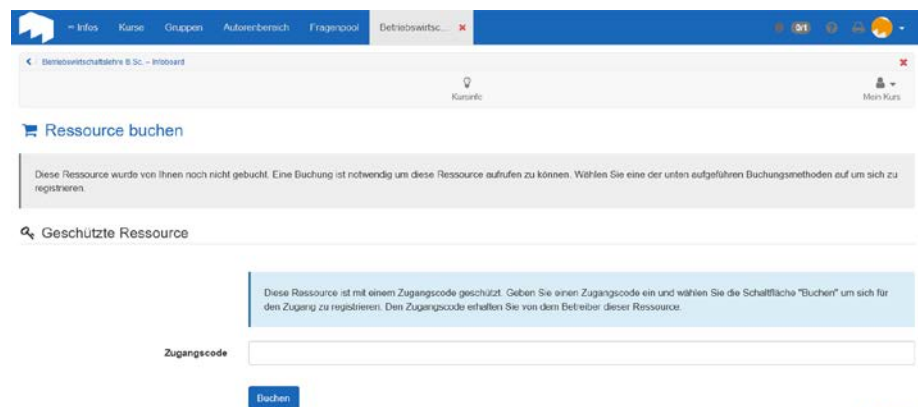 Infos Kurse Gruppen Autorenbereich Fragenpool Betriebswirtsc... 0/1
Betriebswirtschaftslehre B.Sc. – Infoboard
Kursinfo
Mein Kurs
Ressource buchen
Diese Ressource wurde von Ihnen noch nicht gebucht. Eine Buchung ist notwendig um diese Ressource aufrufen zu können. Wählen Sie eine der unten aufgeführen Buchungsmethoden auf um sich zu
registrieren.
Geschützte Ressource
Diese Ressource ist mit einem Zugangscode geschützt. Geben Sie einen Zugangscode ein und wählen Sie die Schaltfläche "Buchen" um sich für
den Zugang zu registrieren. Den Zugangscode erhalten Sie von dem Betreiber dieser Ressource.
Zugangscode
Buchen